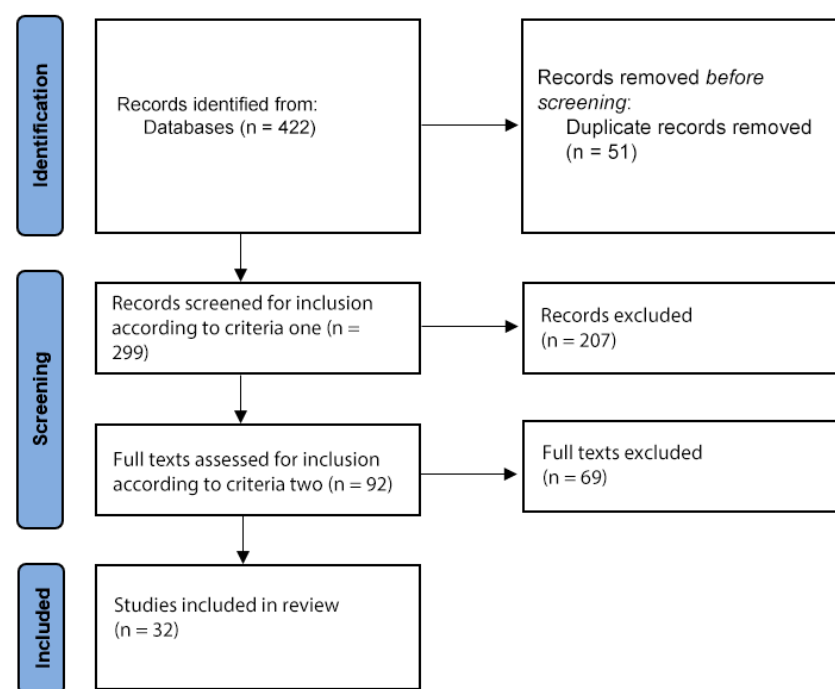 Identification
Records identified from:
Databases (n = 422)
Records removed before
screening:
Duplicate records removed
(n = 51)
Screening
Records screened for inclusion
according to criteria one (n =
299)
Records excluded
(n = 207)
Full texts assessed for inclusion
according to criteria two (n = 92)
Full texts excluded
(n = 69)
Included
Studies included in review
(n = 32)